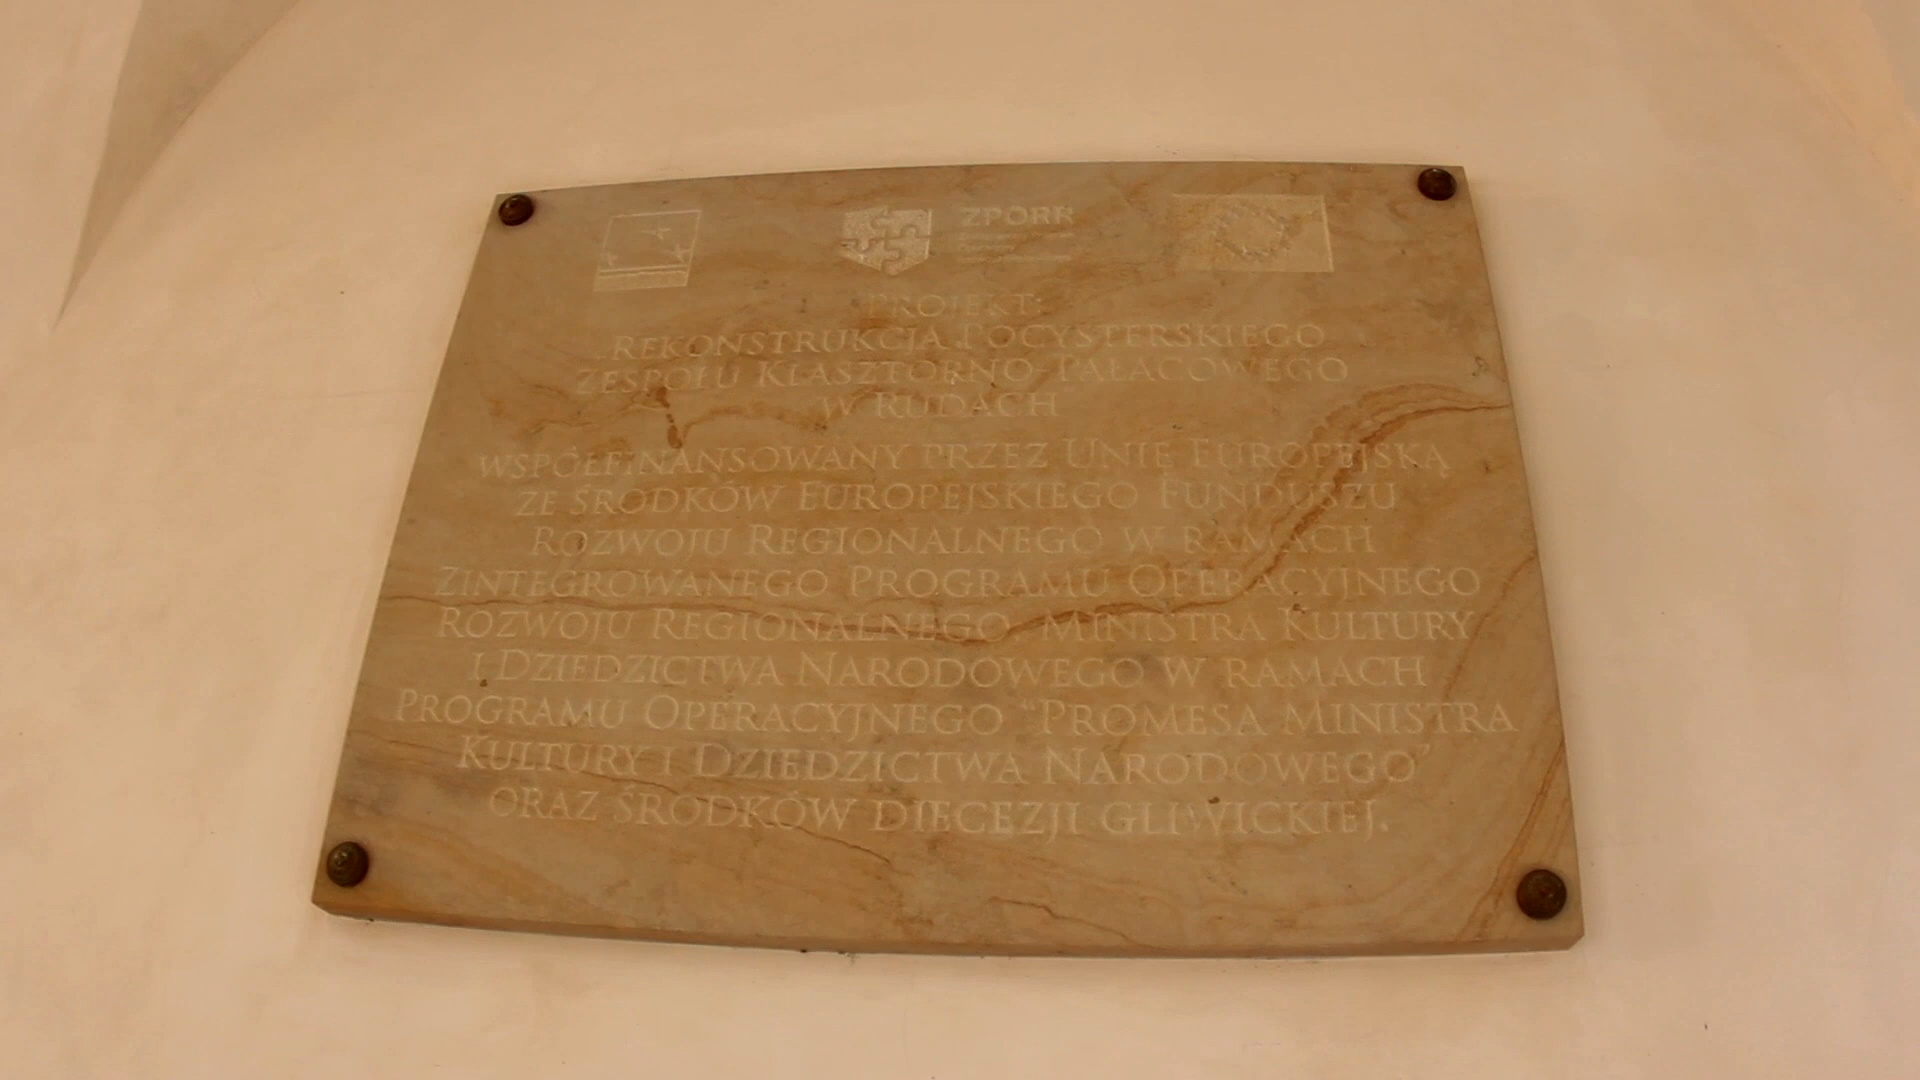 ZPORR
PROJEKT:
REKONSTRUKCJA POCYSTERSKIEGO
ZESPOŁU KLASZTORNO-PAŁACOWEGO
W RUDACH
WSPÓŁFINANSOWANY PRZEZ UNIĘ EUROPEJSKĄ
ZE ŚRODKÓW EUROPEJSKIEGO FUNDUSZU
ROZWOJU REGIONALNEGO W RAMACH
ZINTEGROWANEGO PROGRAMU OPERACYJNEGO
ROZWOJU REGIONALNEGO MINISTRA KULTURY
I DZIEDZICTWA NARODOWEGO W RAMACH
PROGRAMU OPERACYJNEGO "PROMESA MINISTRA
KULTURY I DZIEDZICTWA NARODOWEGO"
ORAZ ŚRODKÓW DIECEZJI GLIWICKIEJ.